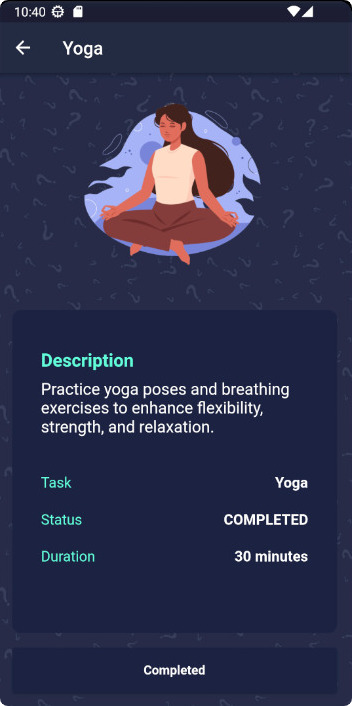 10:40
Yoga
Description
Practice yoga poses and breathing
exercises to enhance flexibility,
strength, and relaxation.
Task Yoga
Status COMPLETED
Duration 30 minutes
Completed